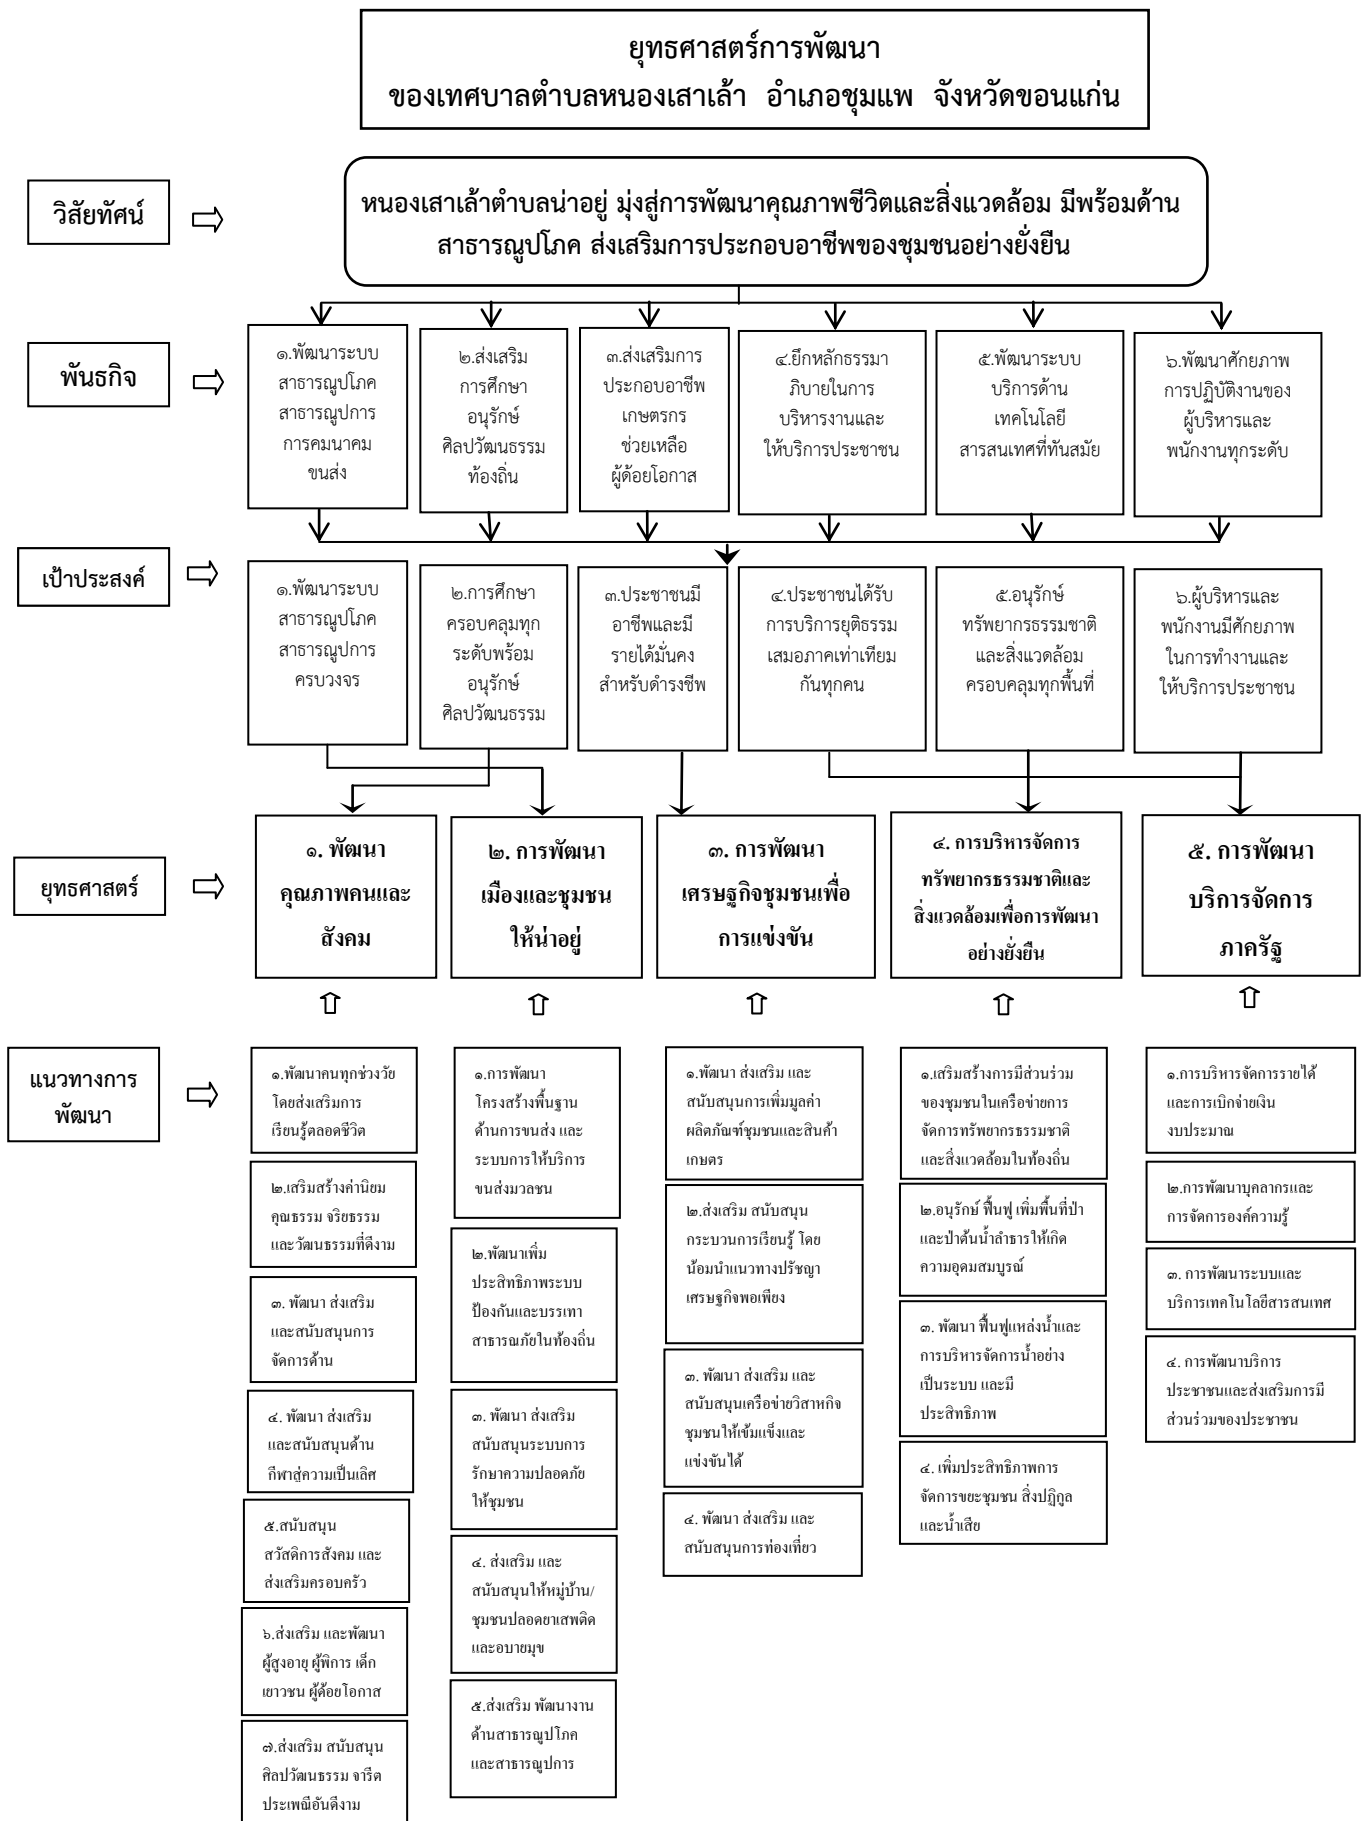 ยุทธศาสตร์การพัฒนา
ของเทศบาลตำบลหนองเสาเล้า อำเภอชุมแพ จังหวัดขอนแก่น
วิสัยทัศน์
หนองเสาเล้าตำบลน่าอยู่ มุ่งสู่การพัฒนาคุณภาพชีวิตและสิ่งแวดล้อม มีพร้อมด้าน
สาธารณูปโภค ส่งเสริมการประกอบอาชีพของชุมชนอย่างยั่งยืน
พันธกิจ
๑.พัฒนาระบบ
สาธารณูปโภค
สาธารณูปการ
การคมนาคม
ขนส่ง
๒.ส่งเสริม
การศึกษา
อนุรักษ์
ศิลปวัฒนธรรม
ท้องถิ่น
๓.ส่งเสริมการ
ประกอบอาชีพ
เกษตรกร
ช่วยเหลือ
ผู้ด้อยโอกาส
๔.ยึกหลักธรรมา
ภิบายในการ
บริหารงานและ
ให้บริการประชาชน
๕.พัฒนาระบบ
บริการด้าน
เทคโนโลยี
สารสนเทศที่ทันสมัย
๖.พัฒนาศักยภาพ
การปฏิบัติงานของ
ผู้บริหารและ
พนักงานทุกระดับ
เป้าประสงค์
๑.พัฒนาระบบ
สาธารณูปโภค
สาธารณูปการ
ครบวงจร
๒.การศึกษา
ครอบคลุมทุก
ระดับพร้อม
อนุรักษ์
ศิลปวัฒนธรรม
๓.ประชาชนมี
อาชีพและมี
รายได้มั่นคง
สำหรับดำรงชีพ
๔.ประชาชนได้รับ
การบริการยุติธรรม
เสมอภาคเท่าเทียม
กันทุกคน
๕.อนุรักษ์
ทรัพยากรธรรมชาติ
และสิ่งแวดล้อม
ครอบคลุมทุกพื้นที่
๖.ผู้บริหารและ
พนักงานมีศักยภาพ
ในการทำงานและ
ให้บริการประชาชน
ยุทธศาสตร์
๑. พัฒนา
คุณภาพคนและ
สังคม
๒. การพัฒนา
เมืองและชุมชน
ให้น่าอยู่
๓. การพัฒนา
เศรษฐกิจชุมชนเพื่อ
การแข่งขัน
๔. การบริหารจัดการ
ทรัพยากรธรรมชาติและ
สิ่งแวดล้อมเพื่อการพัฒนา
อย่างยั่งยืน
๕. การพัฒนา
บริการจัดการ
ภาครัฐ
แนวทางการ
พัฒนา
๑.พัฒนาคนทุกช่วงวัย
โดยส่งเสริมการ
เรียนรู้ตลอดชีวิต
๒.เสริมสร้างค่านิยม
คุณธรรม จริยธรรม
และวัฒนธรรมที่ดีงาม
๓. พัฒนา ส่งเสริม
และสนับสนุนการ
จัดการด้าน
๔. พัฒนา ส่งเสริม
และสนับสนุนด้าน
กีฬาสู่ความเป็นเลิศ
๕.สนับสนุน
สวัสดิการสังคม และ
ส่งเสริมครอบครัว
๖.ส่งเสริม และพัฒนา
ผู้สูงอายุ ผู้พิการ เด็ก
เยาวชน ผู้ด้อยโอกาส
๗.ส่งเสริม สนับสนุน
ศิลปวัฒนธรรม จารีต
ประเพณีอันดีงาม
๑.การพัฒนา
โครงสร้างพื้นฐาน
ด้านการขนส่ง และ
ระบบการให้บริการ
ขนส่งมวลชน
๒.พัฒนาเพิ่ม
ประสิทธิภาพระบบ
ป้องกันและบรรเทา
สาธารณภัยในท้องถิ่น
๓. พัฒนา ส่งเสริม
สนับสนุนระบบการ
รักษาความปลอดภัย
ให้ชุมชน
๔. ส่งเสริม และ
สนับสนุนให้หมู่บ้าน/
ชุมชนปลอดยาเสพติด
และอบายมุข
๕.ส่งเสริม พัฒนางาน
ด้านสาธารณูปโภค
และสาธารณูปการ
๑.พัฒนา ส่งเสริม และ
สนับสนุนการเพิ่มมูลค่า
ผลิตภัณฑ์ชุมชนและสินค้า
เกษตร
๒.ส่งเสริม สนับสนุน
กระบวนการเรียนรู้ โดย
น้อมนำแนวทางปรัชญา
เศรษฐกิจพอเพียง
๓. พัฒนา ส่งเสริม และ
สนับสนุนเครือข่ายวิสาหกิจ
ชุมชนให้เข้มแข็งและ
แข่งขันได้
๔. พัฒนา ส่งเสริม และ
สนับสนุนการท่องเที่ยว
๑.เสริมสร้างการมีส่วนร่วม
ของชุมชนในเครือข่ายการ
จัดการทรัพยากรธรรมชาติ
และสิ่งแวดล้อมในท้องถิ่น
๒.อนุรักษ์ ฟื้นฟู เพิ่มพื้นที่ป่า
และป่าต้นน้ำลำธารให้เกิด
ความอุดมสมบูรณ์
๓. พัฒนา ฟื้นฟูแหล่งน้ำและ
การบริหารจัดการน้ำอย่าง
เป็นระบบ และมี
ประสิทธิภาพ
๔. เพิ่มประสิทธิภาพการ
จัดการขยะชุมชน สิ่งปฏิกูล
และน้ำเสีย
๑.การบริหารจัดการรายได้
และการเบิกจ่ายเงิน
งบประมาณ
๒.การพัฒนาบุคลากรและ
การจัดการองค์ความรู้
๓. การพัฒนาระบบและ
บริการเทคโนโลยีสารสนเทศ
๔. การพัฒนาบริการ
ประชาชนและส่งเสริมการมี
ส่วนร่วมของประชาชน